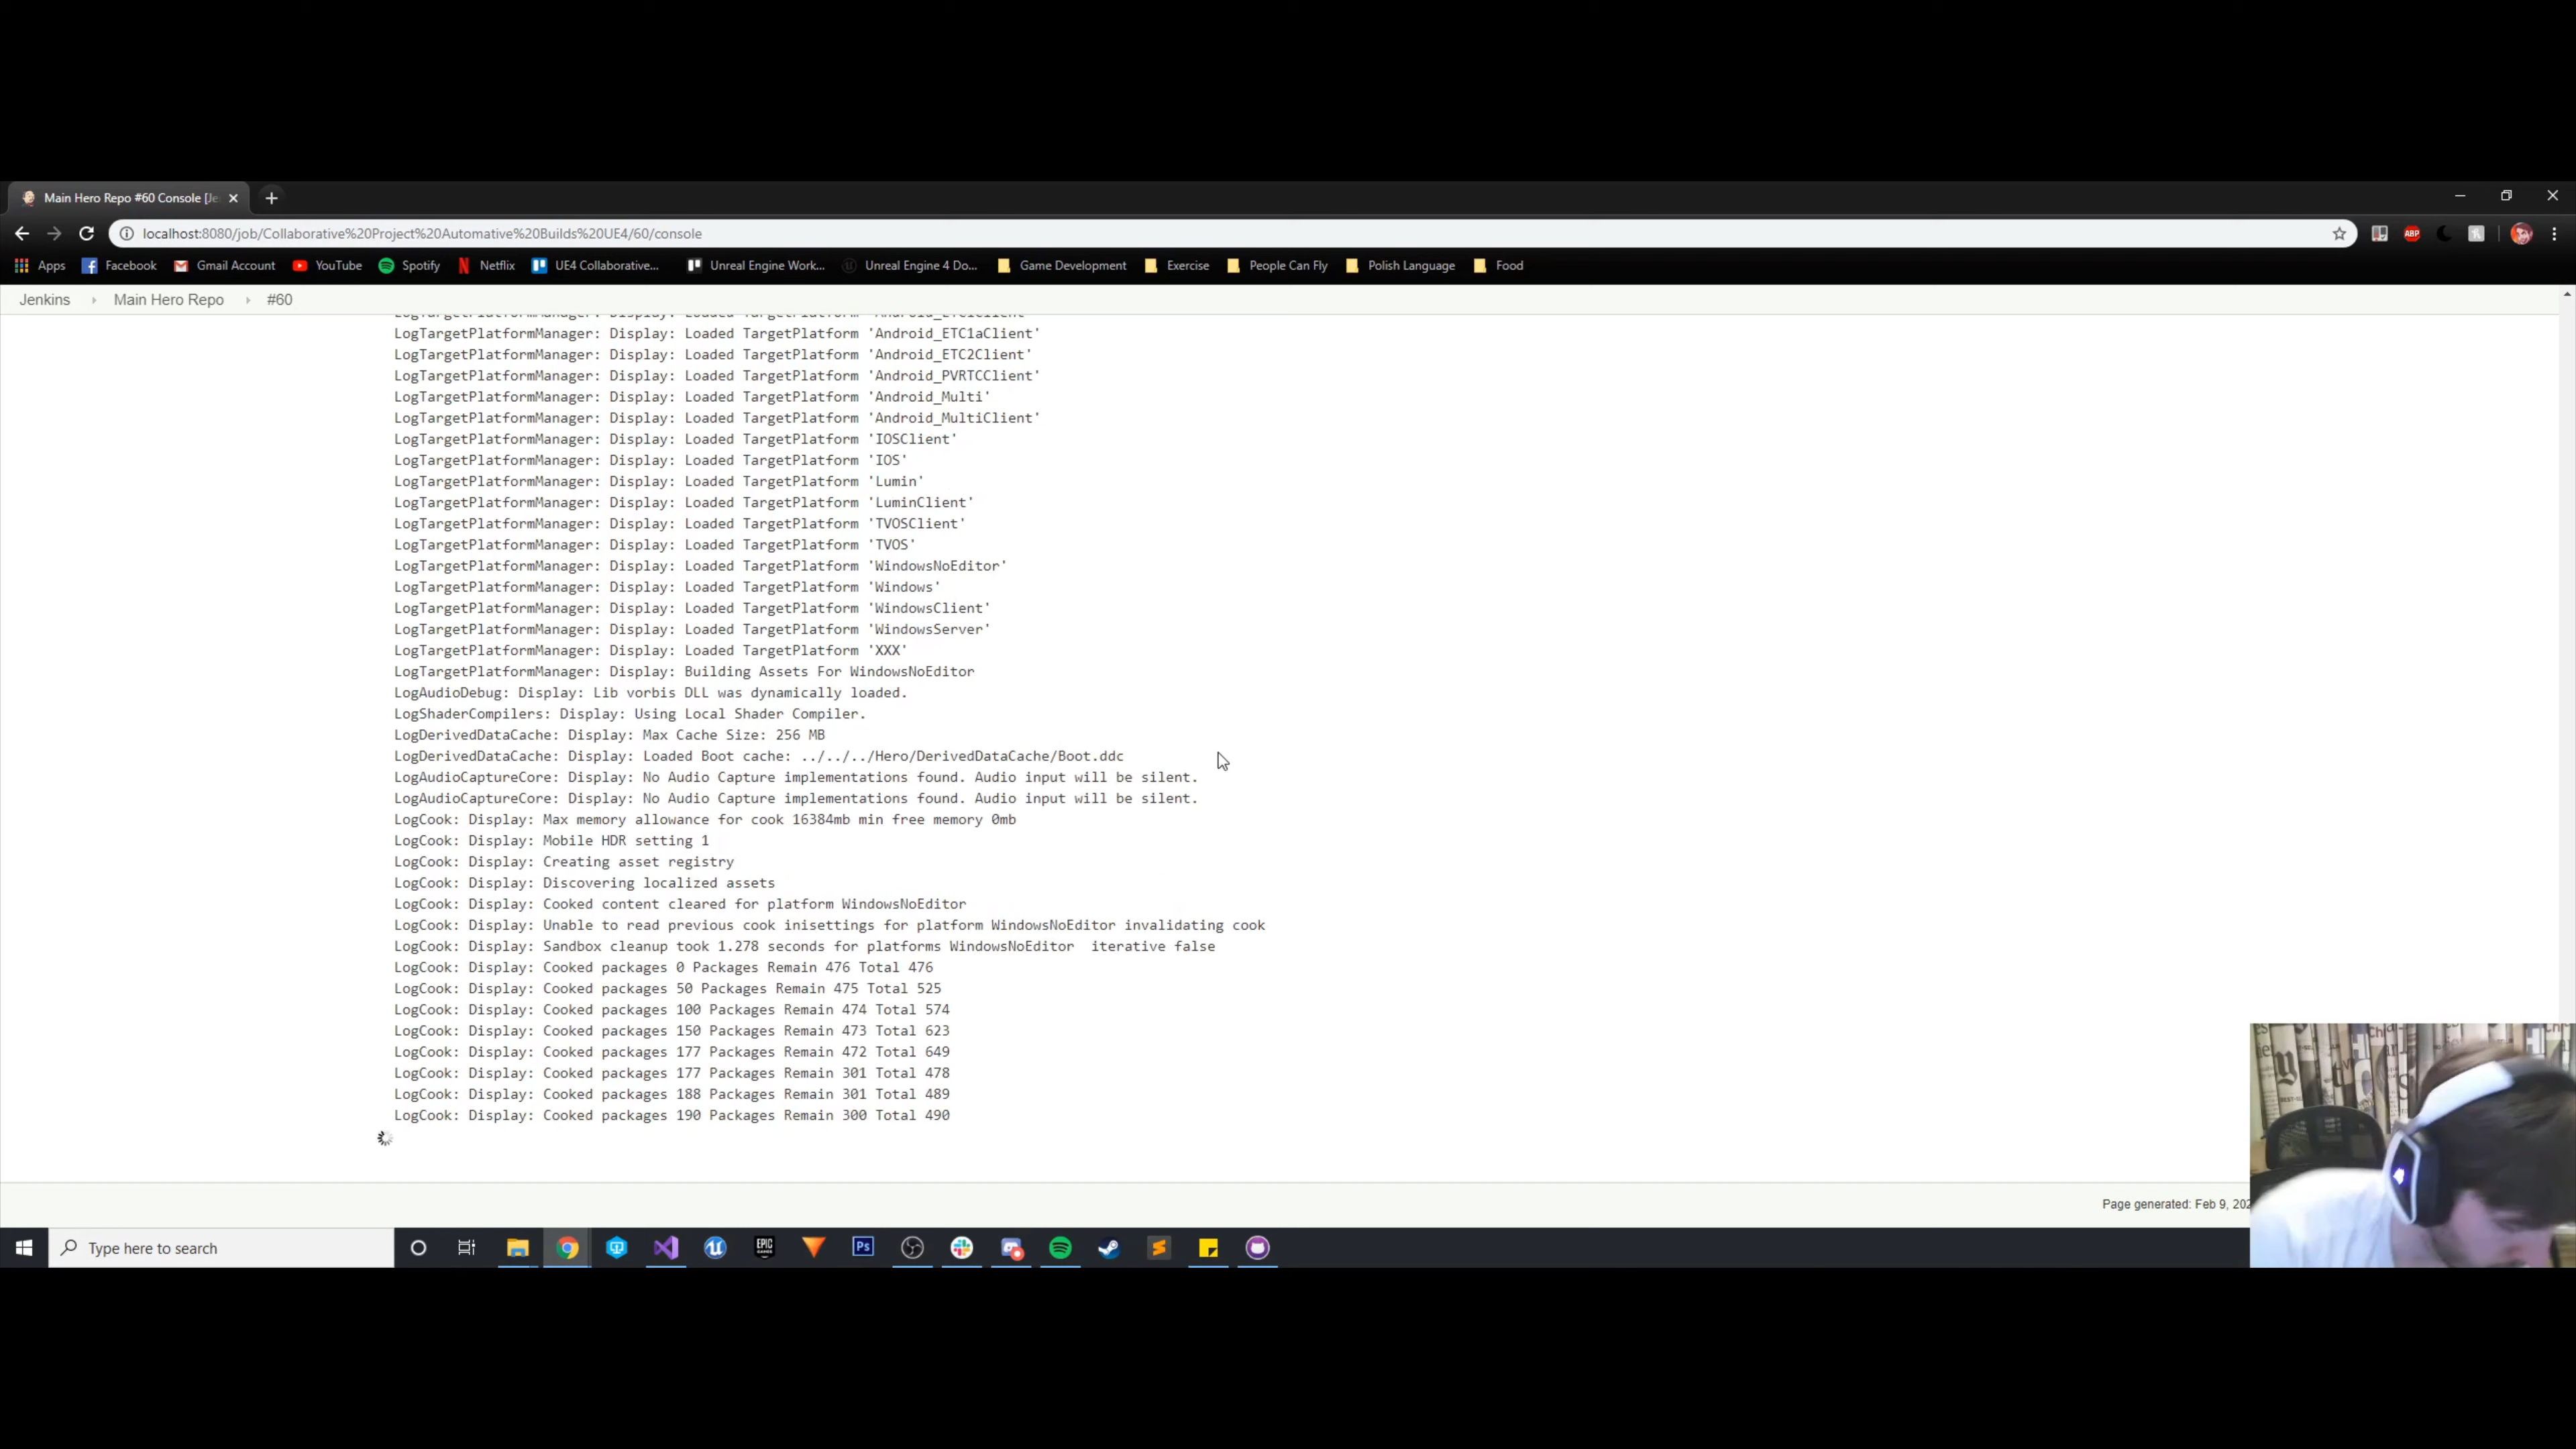 Main Hero Repo #60 Console [Je
localhost:8080/job/Collaborative%20Project%20Automative%20Builds%20UE4/60/console
ABP
Apps Facebook Gmail Account YouTube Spotify Netflix UE4 Collaborative... Unreal Engine Work... Unreal Engine 4 Do... Game Development Exercise People Can Fly Polish Language Food
Jenkins Main Hero Repo #60
LogTargetPlatformManager: Display: Loaded TargetPlatform 'Android_ETC1Client'
LogTargetPlatformManager: Display: Loaded TargetPlatform 'Android_ETC1aClient'
LogTargetPlatformManager: Display: Loaded TargetPlatform 'Android_ETC2Client'
LogTargetPlatformManager: Display: Loaded TargetPlatform 'Android_PVRTCClient'
LogTargetPlatformManager: Display: Loaded TargetPlatform 'Android_Multi'
LogTargetPlatformManager: Display: Loaded TargetPlatform 'Android_MultiClient'
LogTargetPlatformManager: Display: Loaded TargetPlatform 'IOSClient'
LogTargetPlatformManager: Display: Loaded TargetPlatform 'IOS'
LogTargetPlatformManager: Display: Loaded TargetPlatform 'Lumin'
LogTargetPlatformManager: Display: Loaded TargetPlatform 'LuminClient'
LogTargetPlatformManager: Display: Loaded TargetPlatform 'TVOSClient'
LogTargetPlatformManager: Display: Loaded TargetPlatform 'TVOS'
LogTargetPlatformManager: Display: Loaded TargetPlatform 'WindowsNoEditor'
LogTargetPlatformManager: Display: Loaded TargetPlatform 'Windows'
LogTargetPlatformManager: Display: Loaded TargetPlatform 'WindowsClient'
LogTargetPlatformManager: Display: Loaded TargetPlatform 'WindowsServer'
LogTargetPlatformManager: Display: Loaded TargetPlatform 'XXX'
LogTargetPlatformManager: Display: Building Assets For WindowsNoEditor
LogAudioDebug: Display: Lib vorbis DLL was dynamically loaded.
LogShaderCompilers: Display: Using Local Shader Compiler.
LogDerivedDataCache: Display: Max Cache Size: 256 MB
LogDerivedDataCache: Display: Loaded Boot cache: ../../../Hero/DerivedDataCache/Boot.ddc
LogAudioCaptureCore: Display: No Audio Capture implementations found. Audio input will be silent.
LogAudioCaptureCore: Display: No Audio Capture implementations found. Audio input will be silent.
LogCook: Display: Max memory allowance for cook 16384mb min free memory 0mb
LogCook: Display: Mobile HDR setting 1
LogCook: Display: Creating asset registry
LogCook: Display: Discovering localized assets
LogCook: Display: Cooked content cleared for platform WindowsNoEditor
LogCook: Display: Unable to read previous cook inisettings for platform WindowsNoEditor invalidating cook
LogCook: Display: Sandbox cleanup took 1.278 seconds for platforms WindowsNoEditor iterative false
LogCook: Display: Cooked packages 0 Packages Remain 476 Total 476
LogCook: Display: Cooked packages 50 Packages Remain 475 Total 525
LogCook: Display: Cooked packages 100 Packages Remain 474 Total 574
LogCook: Display: Cooked packages 150 Packages Remain 473 Total 623
LogCook: Display: Cooked packages 177 Packages Remain 472 Total 649
LogCook: Display: Cooked packages 177 Packages Remain 301 Total 478
LogCook: Display: Cooked packages 188 Packages Remain 301 Total 489
LogCook: Display: Cooked packages 190 Packages Remain 300 Total 490
Page generated: Feb 9, 202
Type here to search
EPIC
GAMES
Ps